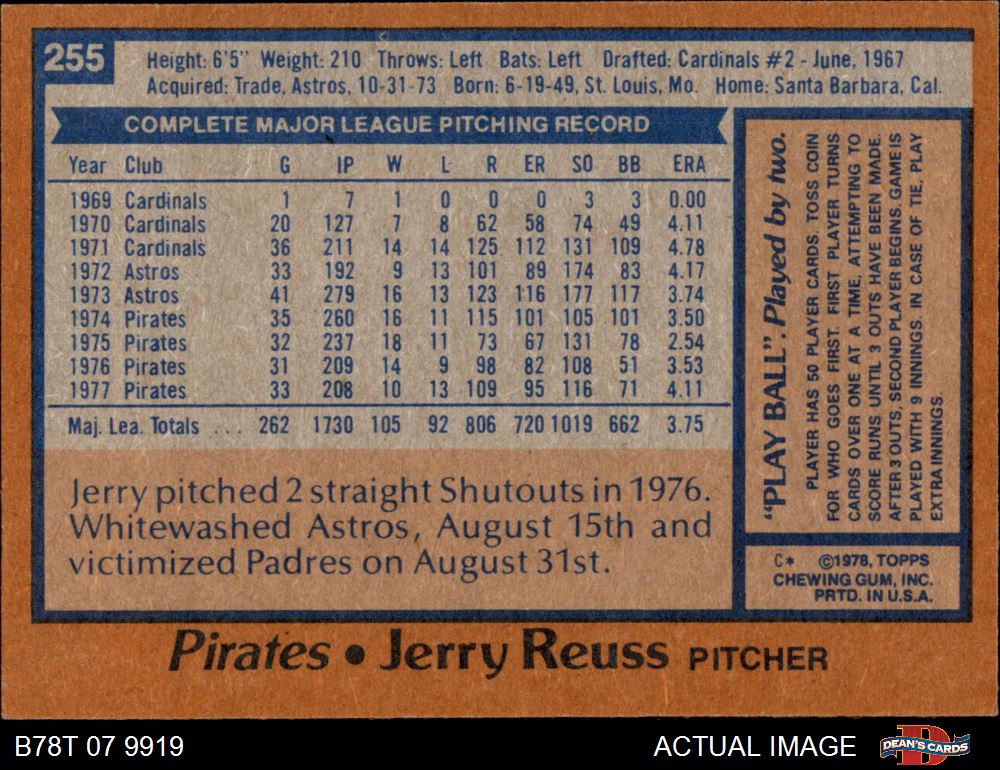 255
Height: 6'5" Weight: 210 Throws: Left Bats: Left Drafted: Cardinals #2 - June, 1967
Acquired: Trade, Astros, 10-31-73 Born: 6-19-49, St. Louis, Mo. Home: Santa Barbara, Cal.
COMPLETE MAJOR LEAGUE PITCHING RECORD
Year Club G IP W L R ER SO BB ERA
1969 Cardinals 1 7 1 0 0 0 3 3 0.00
1970 Cardinals 20 127 7 8 62 58 74 49 4.11
1971 Cardinals 36 211 14 14 125 112 131 109 4.78
1972 Astros 33 192 9 13 101 89 174 83 4.17
1973 Astros 41 279 16 13 123 116 177 117 3.74
1974 Pirates 35 260 16 11 115 101 105 101 3.50
1975 Pirates 32 237 18 11 73 67 131 78 2.54
1976 Pirates 31 209 14 9 98 82 108 51 3.53
1977 Pirates 33 208 10 13 109 95 116 71 4.11
Maj. Lea. Totals ... 262 1730 105 92 806 720 1019 662 3.75
Jerry pitched 2 straight Shutouts in 1976.
Whitewashed Astros, August 15th and
victimized Padres on August 31st.
"PLAY BALL". Played by two.
PLAYER HAS 50 PLAYER CARDS. TOSS COIN
FOR WHO GOES FIRST. FIRST PLAYER TURNS
CARDS OVER ONE AT A TIME, ATTEMPTING TO
SCORE RUNS UNTIL 3 OUTS HAVE BEEN MADE.
AFTER 3 OUTS, SECOND PLAYER BEGINS. GAME IS
PLAYED WITH 9 INNINGS. IN CASE OF TIE, PLAY
EXTRA INNINGS.
C* ©1978, TOPPS
CHEWING GUM, INC.
PRTD. IN U.S.A.
Pirates • Jerry Reuss PITCHER
B78T 07 9919
ACTUAL IMAGE
D
DEAN'S CARDS